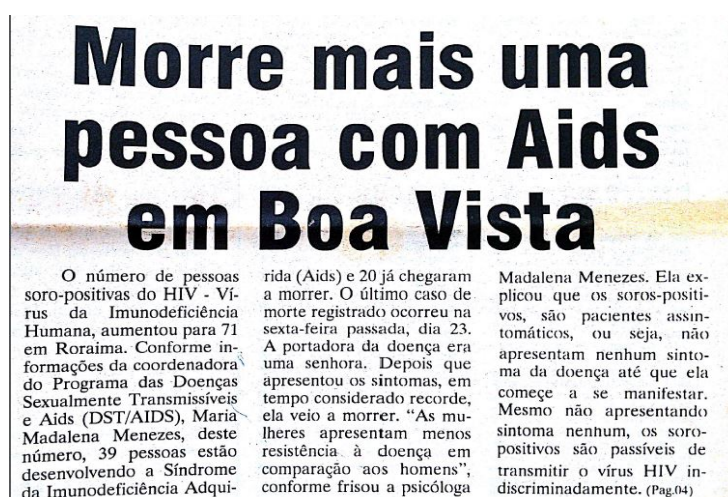 Morre mais uma
pessoa com Aids
em Boa Vista
O número de pessoas
soro-positivas do HIV - Ví-
rus da Imunodeficiência
Humana, aumentou para 71
em Roraima. Conforme in-
formações da coordenadora
do Programa das Doenças
Sexualmente Transmissíveis
e Aids (DST/AIDS), Maria
Madalena Menezes, deste
número, 39 pessoas estão
desenvolvendo a Síndrome
da Imunodeficiência Adqui-
rida (Aids) e 20 já chegaram
a morrer. O último caso de
morte registrado ocorreu na
sexta-feira passada, dia 23.
A portadora da doença era
uma senhora. Depois que
apresentou os sintomas, em
tempo considerado recorde,
ela veio a morrer. “As mu-
lheres apresentam menos
resistência à doença em
comparação aos homens”,
conforme frisou a psicóloga
Madalena Menezes. Ela ex-
plicou que os soros-positi-
vos, são pacientes assin-
tomáticos, ou seja, não
apresentam nenhum sinto-
ma da doença até que ela
começe a se manifestar.
Mesmo não apresentando
sintoma nenhum, os soro-
positivos são passíveis de
transmitir o vírus HIV in-
discriminadamente. (Pag.04)